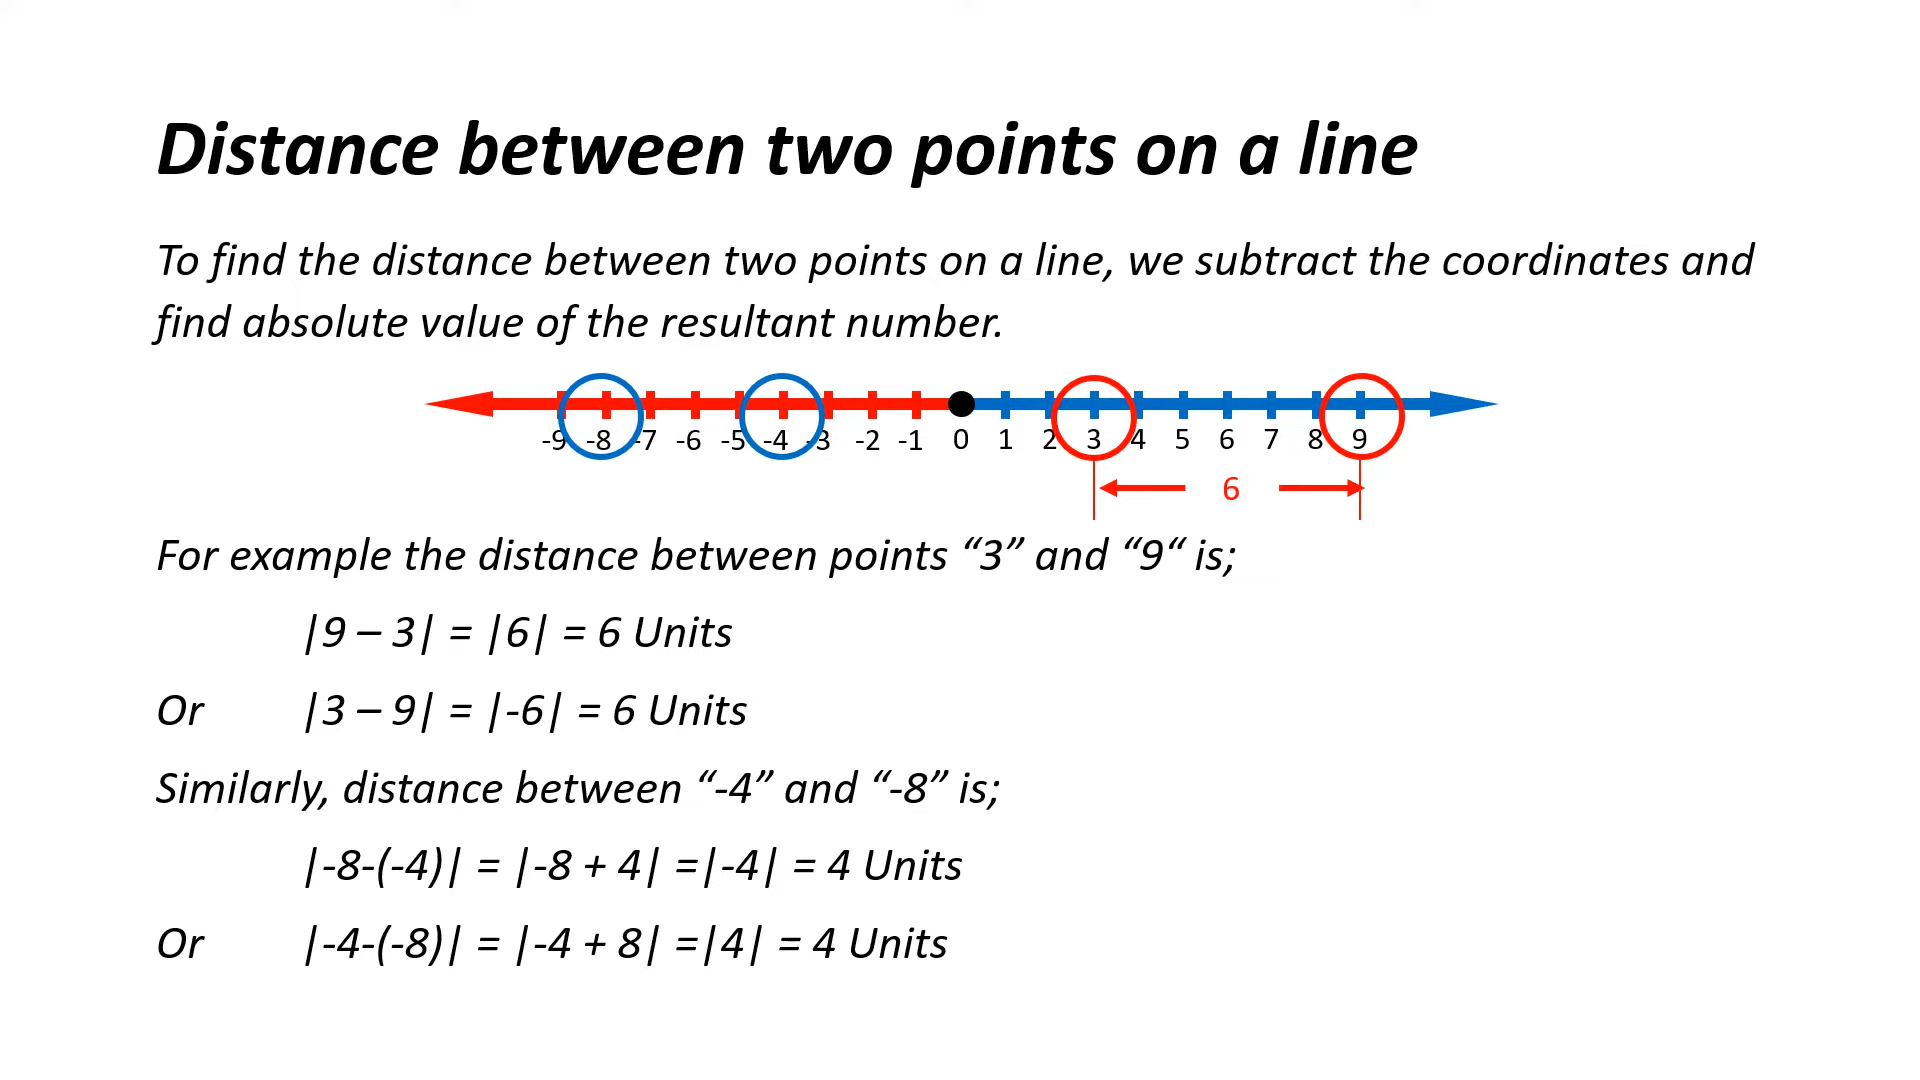 Distance between two points on a line
To find the distance between two points on a line, we subtract the coordinates and
find absolute value of the resultant number.
-9 -8 -7 -6 -5 -4 -3 -2 -1 0 1 2 3 4 5 6 7 8 9
6
For example the distance between points “3” and “9“ is;
|9 – 3| = |6| = 6 Units
Or |3 – 9| = |-6| = 6 Units
Similarly, distance between “-4” and “-8” is;
|-8-(-4)| = |-8 + 4| =|-4| = 4 Units
Or |-4-(-8)| = |-4 + 8| =|4| = 4 Units